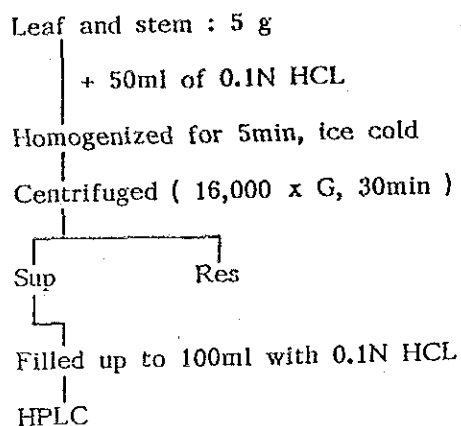 Leaf and stem : 5 g
+ 50ml of 0.1N HCL
Homogenized for 5min, ice cold
Centrifuged ( 16,000 x G, 30min )
Sup Res
Filled up to 100ml with 0.1N HCL
HPLC